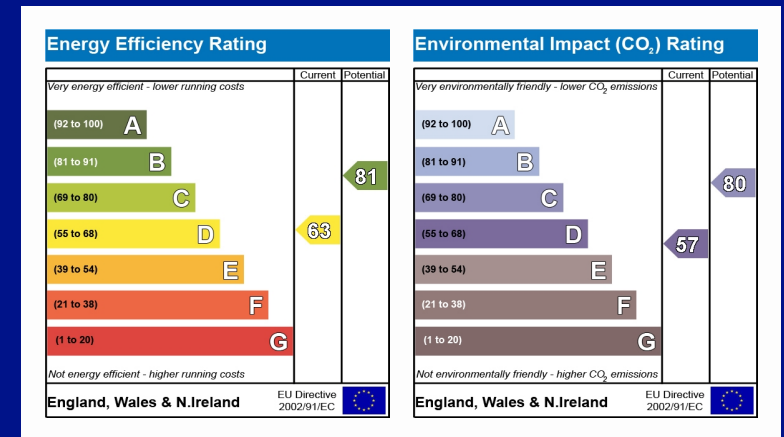 Energy Efficiency Rating
Current Potential
Very energy efficient - lower running costs
(92 to 100) A
(81 to 91) B
81
(69 to 80) C
(55 to 68) D
63
(39 to 54) E
(21 to 38) F
(1 to 20) G
Not energy efficient - higher running costs
England, Wales & N.Ireland
EU Directive
2002/91/EC
Environmental Impact (CO₂) Rating
Current Potential
Very environmentally friendly - lower CO₂ emissions
(92 to 100) A
(81 to 91) B
(69 to 80) C
80
(55 to 68) D
57
(39 to 54) E
(21 to 38) F
(1 to 20) G
Not environmentally friendly - higher CO₂ emissions
England, Wales & N.Ireland
EU Directive
2002/91/EC